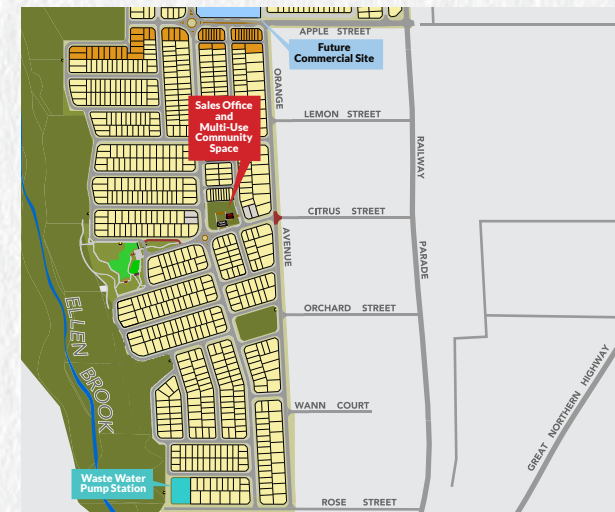 APPLE STREET
Future
Commercial Site
ORANGE
AVENUE
Sales Office
and
Multi-Use
Community
Space
LEMON STREET
RAILWAY
PARADE
CITRUS STREET
ORCHARD STREET
ELLEN BROOK
WANN COURT
GREAT NORTHERN HIGHWAY
Waste Water
Pump Station
ROSE STREET